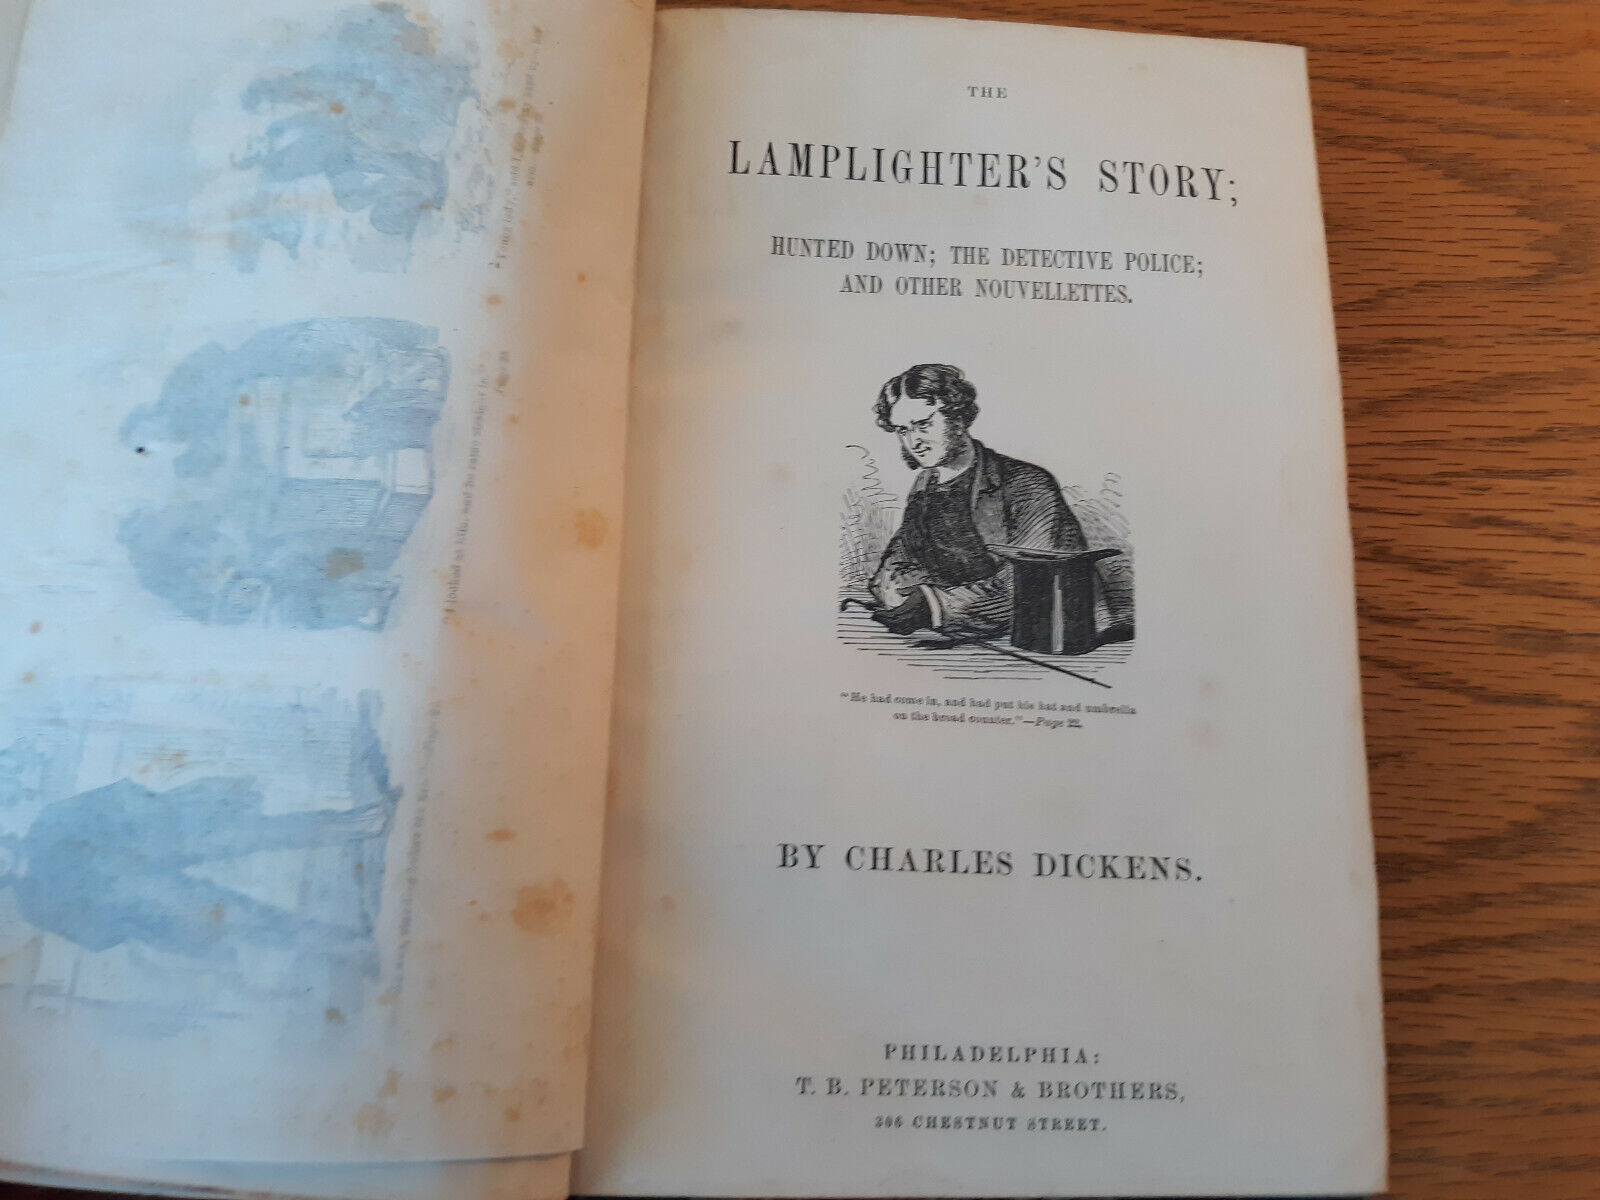 THE
LAMPLIGHTER'S STORY;
HUNTED DOWN; THE DETECTIVE POLICE;
AND OTHER NOUVELLETTES.
"He had come in, and had put his hat and umbrella
on the broad counter."—Page 22.
BY CHARLES DICKENS.
PHILADELPHIA:
T. B. PETERSON & BROTHERS,
306 CHESTNUT STREET.